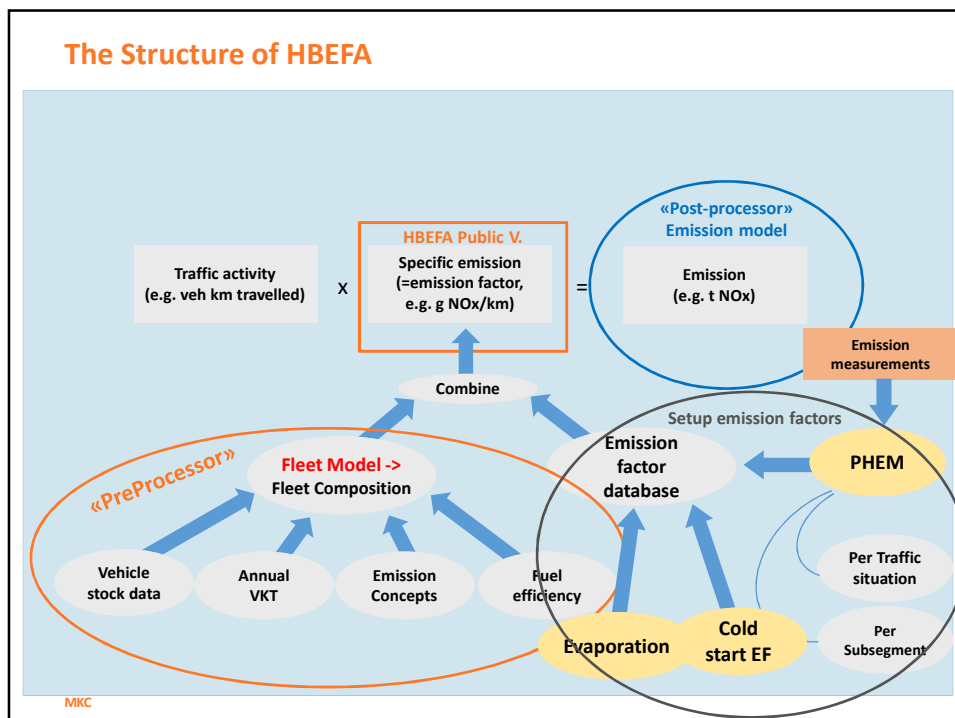 The Structure of HBEFA
«Post-processor»
Emission model
HBEFA Public V.
Traffic activity
(e.g. veh km travelled)
x
Specific emission
(=emission factor,
e.g. g NOx/km)
=
Emission
(e.g. t NOx)
Emission
measurements
Combine
Setup emission factors
«PreProcessor»
Fleet Model ->
Fleet Composition
Emission
factor
database
PHEM
Vehicle
stock data
Annual
VKT
Emission
Concepts
Fuel
efficiency
Per Traffic
situation
Evaporation
Cold
start EF
Per
Subsegment
MKC